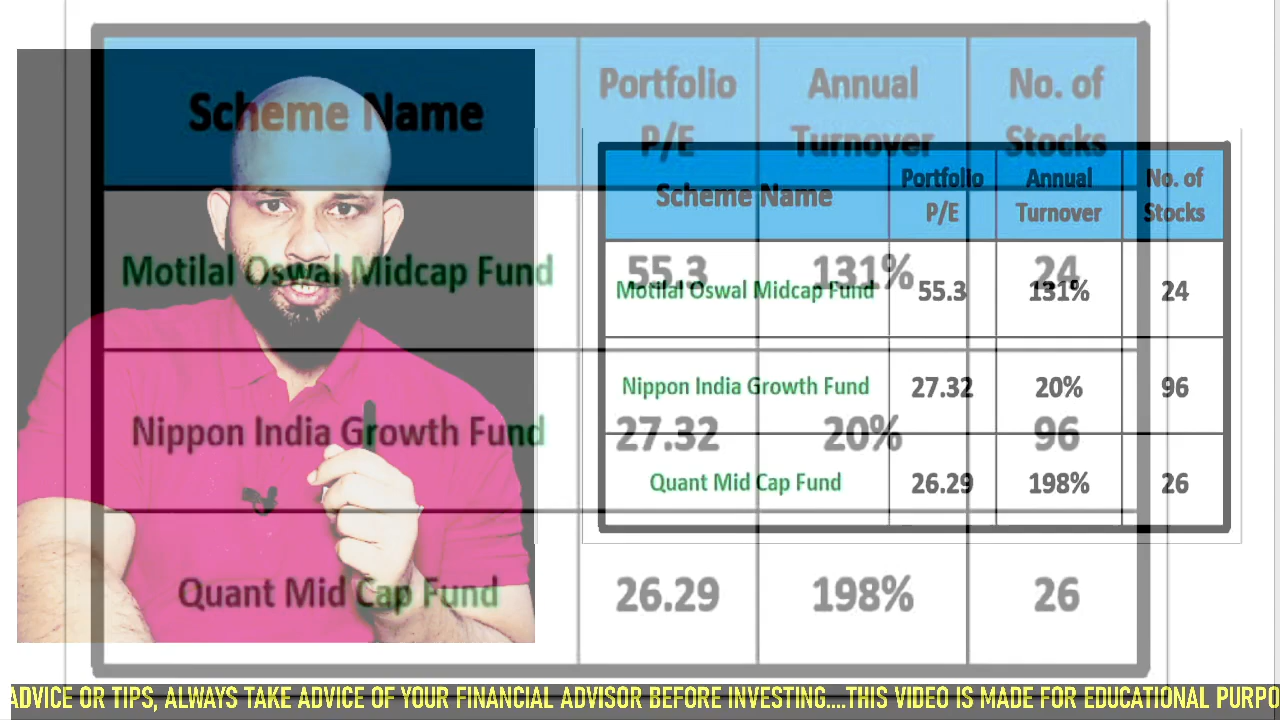 Scheme Name Portfolio P/E Annual Turnover No. of Stocks
Motilal Oswal Midcap Fund 55.3 131% 24
Nippon India Growth Fund 27.32 20% 96
Quant Mid Cap Fund 26.29 198% 26
Scheme Name Portfolio P/E Annual Turnover No. of Stocks
Motilal Oswal Midcap Fund 55.3 131% 24
Nippon India Growth Fund 27.32 20% 96
Quant Mid Cap Fund 26.29 198% 26
ADVICE OR TIPS, ALWAYS TAKE ADVICE OF YOUR FINANCIAL ADVISOR BEFORE INVESTING....THIS VIDEO IS MADE FOR EDUCATIONAL PURPO